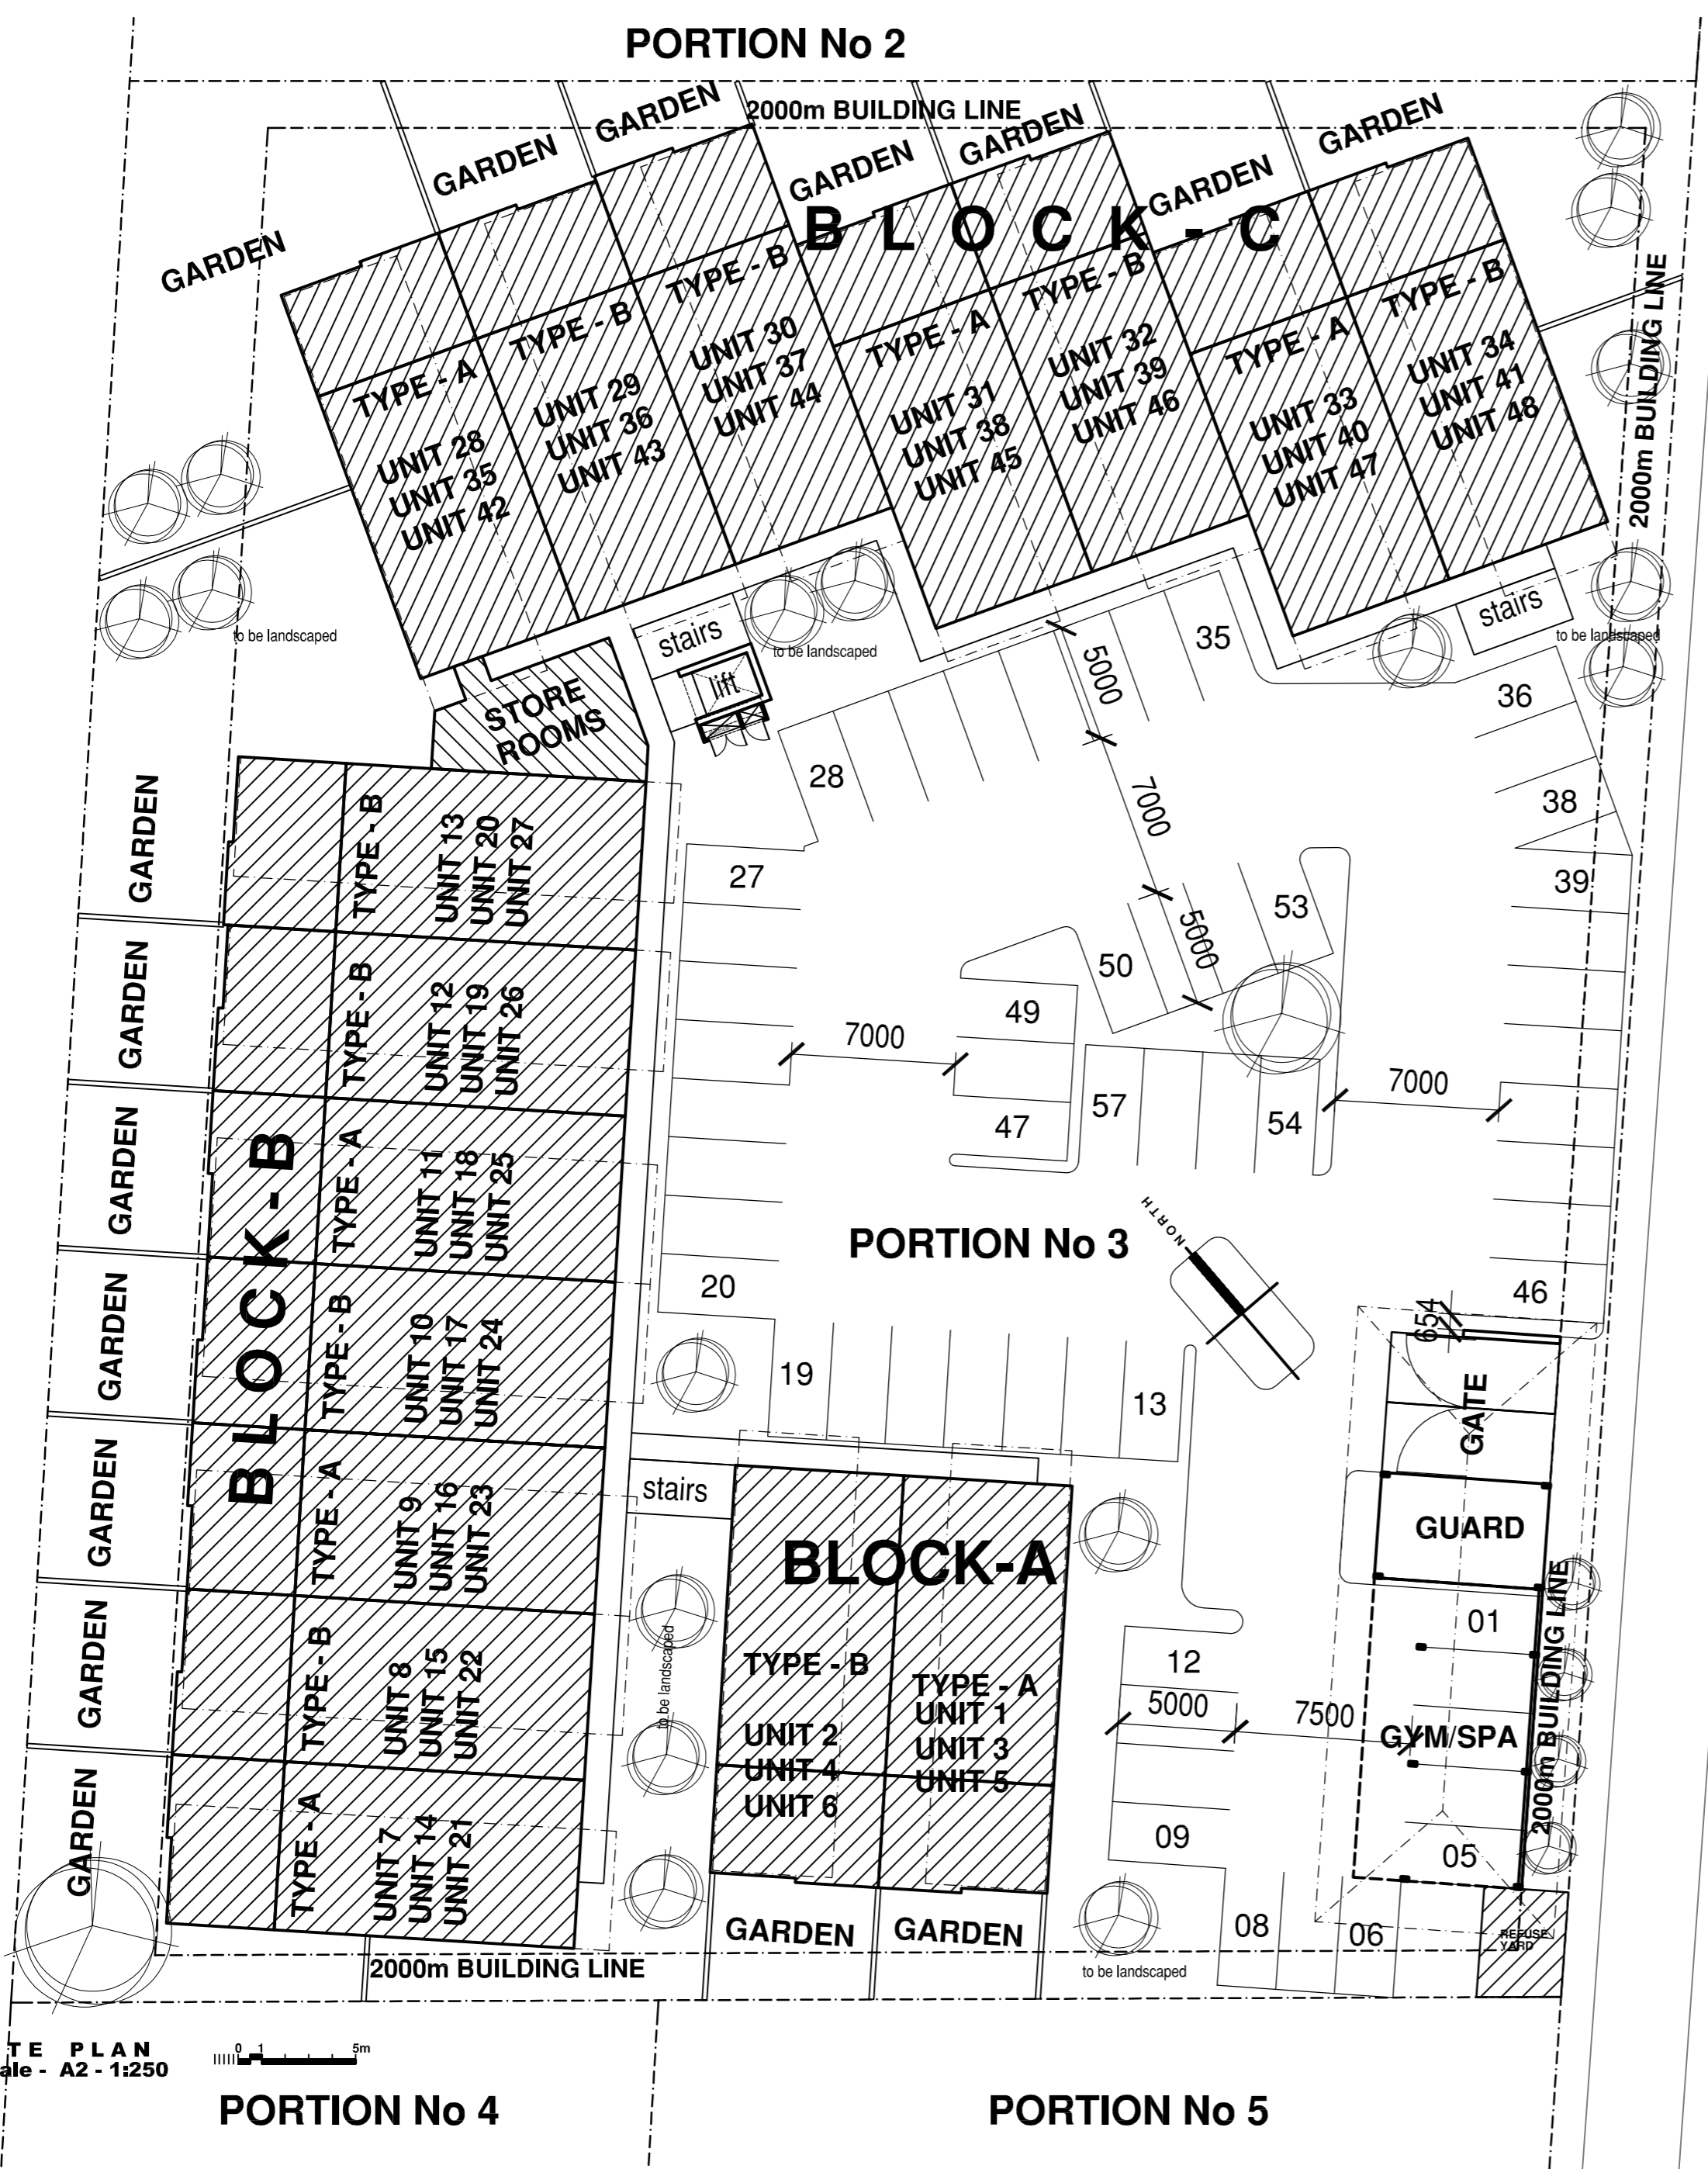 PORTION No 2
2000m BUILDING LINE
GARDEN
GARDEN
GARDEN
GARDEN
GARDEN
GARDEN
GARDEN
BLOCK - C
TYPE - A
UNIT 28
UNIT 35
UNIT 42
TYPE - B
UNIT 29
UNIT 36
UNIT 43
TYPE - B
UNIT 30
UNIT 37
UNIT 44
TYPE - A
UNIT 31
UNIT 38
UNIT 45
TYPE - B
UNIT 32
UNIT 39
UNIT 46
TYPE - A
UNIT 33
UNIT 40
UNIT 47
TYPE - B
UNIT 34
UNIT 41
UNIT 48
2000m BUILDING LINE
to be landscaped
stairs
lift
to be landscaped
stairs
to be landscaped
STORE
ROOMS
35
5000
36
28
7000
38
27
39
53
5000
50
49
7000
57
7000
47
54
GARDEN
GARDEN
GARDEN
GARDEN
GARDEN
GARDEN
GARDEN
BLOCK-B
TYPE - B
UNIT 13
UNIT 20
UNIT 27
TYPE - B
UNIT 12
UNIT 19
UNIT 26
TYPE - A
UNIT 11
UNIT 18
UNIT 25
TYPE - B
UNIT 10
UNIT 17
UNIT 24
TYPE - A
UNIT 9
UNIT 16
UNIT 23
TYPE - B
UNIT 8
UNIT 15
UNIT 22
TYPE - A
UNIT 7
UNIT 14
UNIT 21
NORTH
PORTION No 3
20
46
654
19
13
GATE
stairs
GUARD
BLOCK-A
2000m BUILDING LINE
01
to be landscaped
TYPE - B
UNIT 2
UNIT 4
UNIT 6
TYPE - A
UNIT 1
UNIT 3
UNIT 5
12
5000
7500
GYM/SPA
09
05
GARDEN
GARDEN
08
06
REFUSE
YARD
2000m BUILDING LINE
to be landscaped
TE PLAN
ale - A2 - 1:250
0 1 5m
PORTION No 4
PORTION No 5